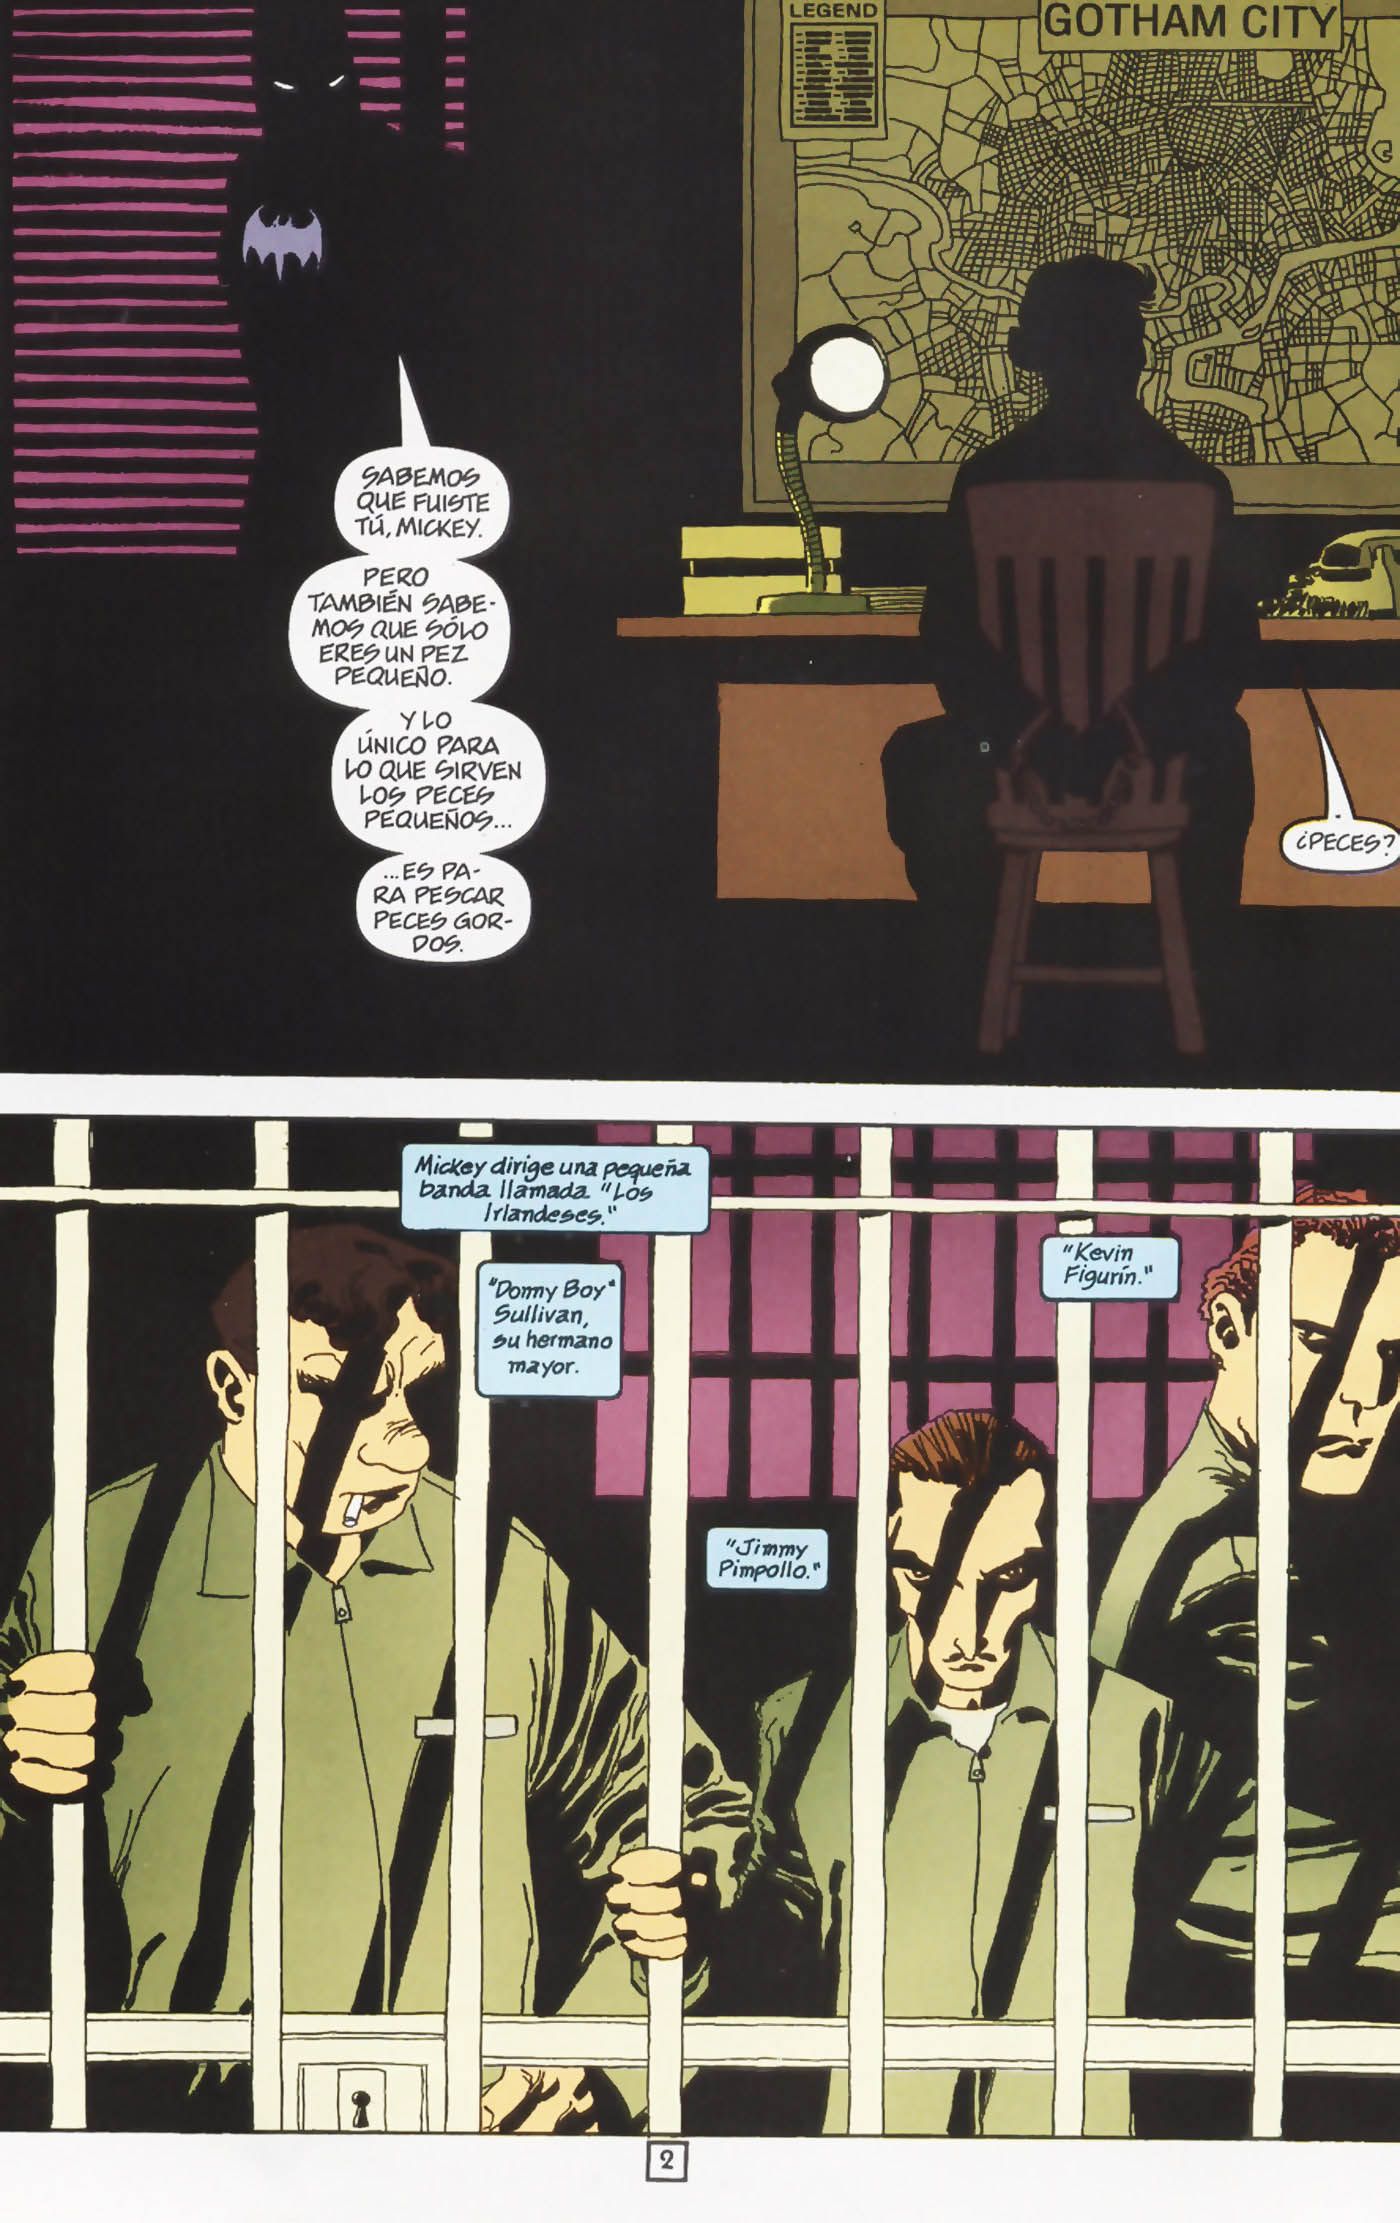 LEGEND
GOTHAM CITY
SABEMOS
QUE FUISTE
TÚ, MICKEY.
PERO
TAMBIÉN SABE-
MOS QUE SÓLO
ERES UN PEZ
PEQUEÑO.
Y LO
ÚNICO PARA
LO QUE SIRVEN
LOS PECES
PEQUEÑOS...
...ES PA-
RA PESCAR
PECES GOR-
DOS.
¿PECES?
Mickey dirige una pequeña
banda llamada "Los
Irlandeses."
"Donny Boy"
Sullivan,
su hermano
mayor.
"Kevin
Figurín."
"Jimmy
Pimpollo."
2